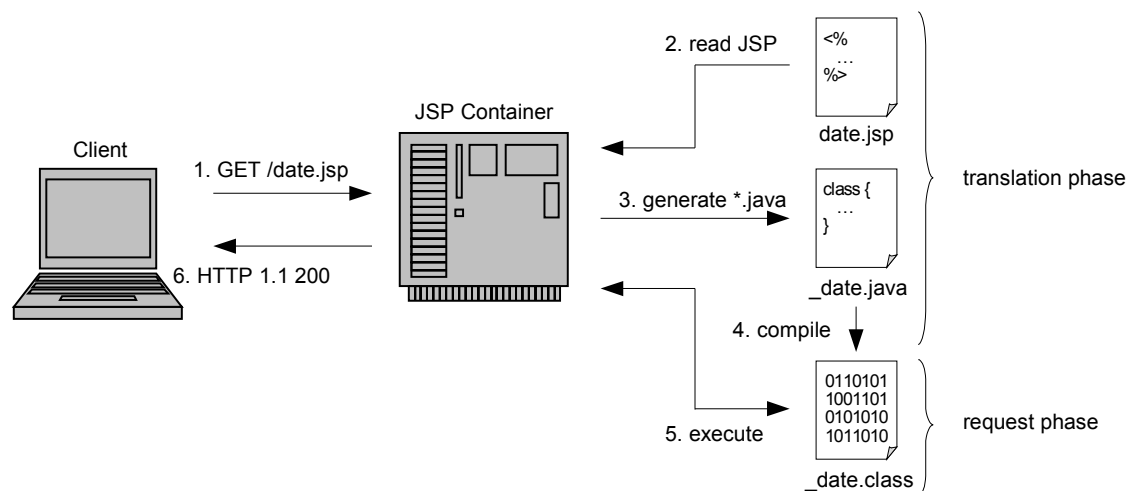 2. read JSP
<%
…
%>
date.jsp
JSP Container
Client
1. GET /date.jsp
translation phase
3. generate *.java
class {
…
}
_date.java
6. HTTP 1.1 200
4. compile
0110101
1001101
0101010
1011010
5. execute
request phase
_date.class